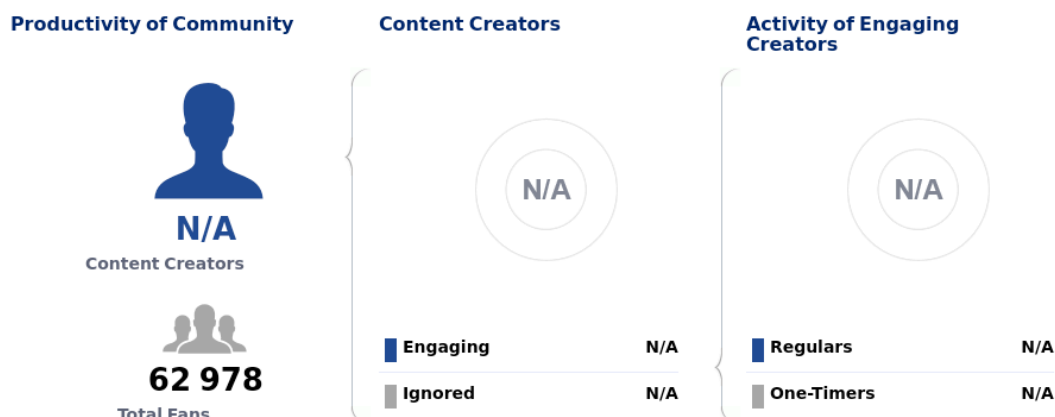 Productivity of Community
N/A
Content Creators
62 978
Total Fans
Content Creators
N/A
Engaging N/A
Ignored N/A
Activity of Engaging
Creators
N/A
Regulars N/A
One-Timers N/A